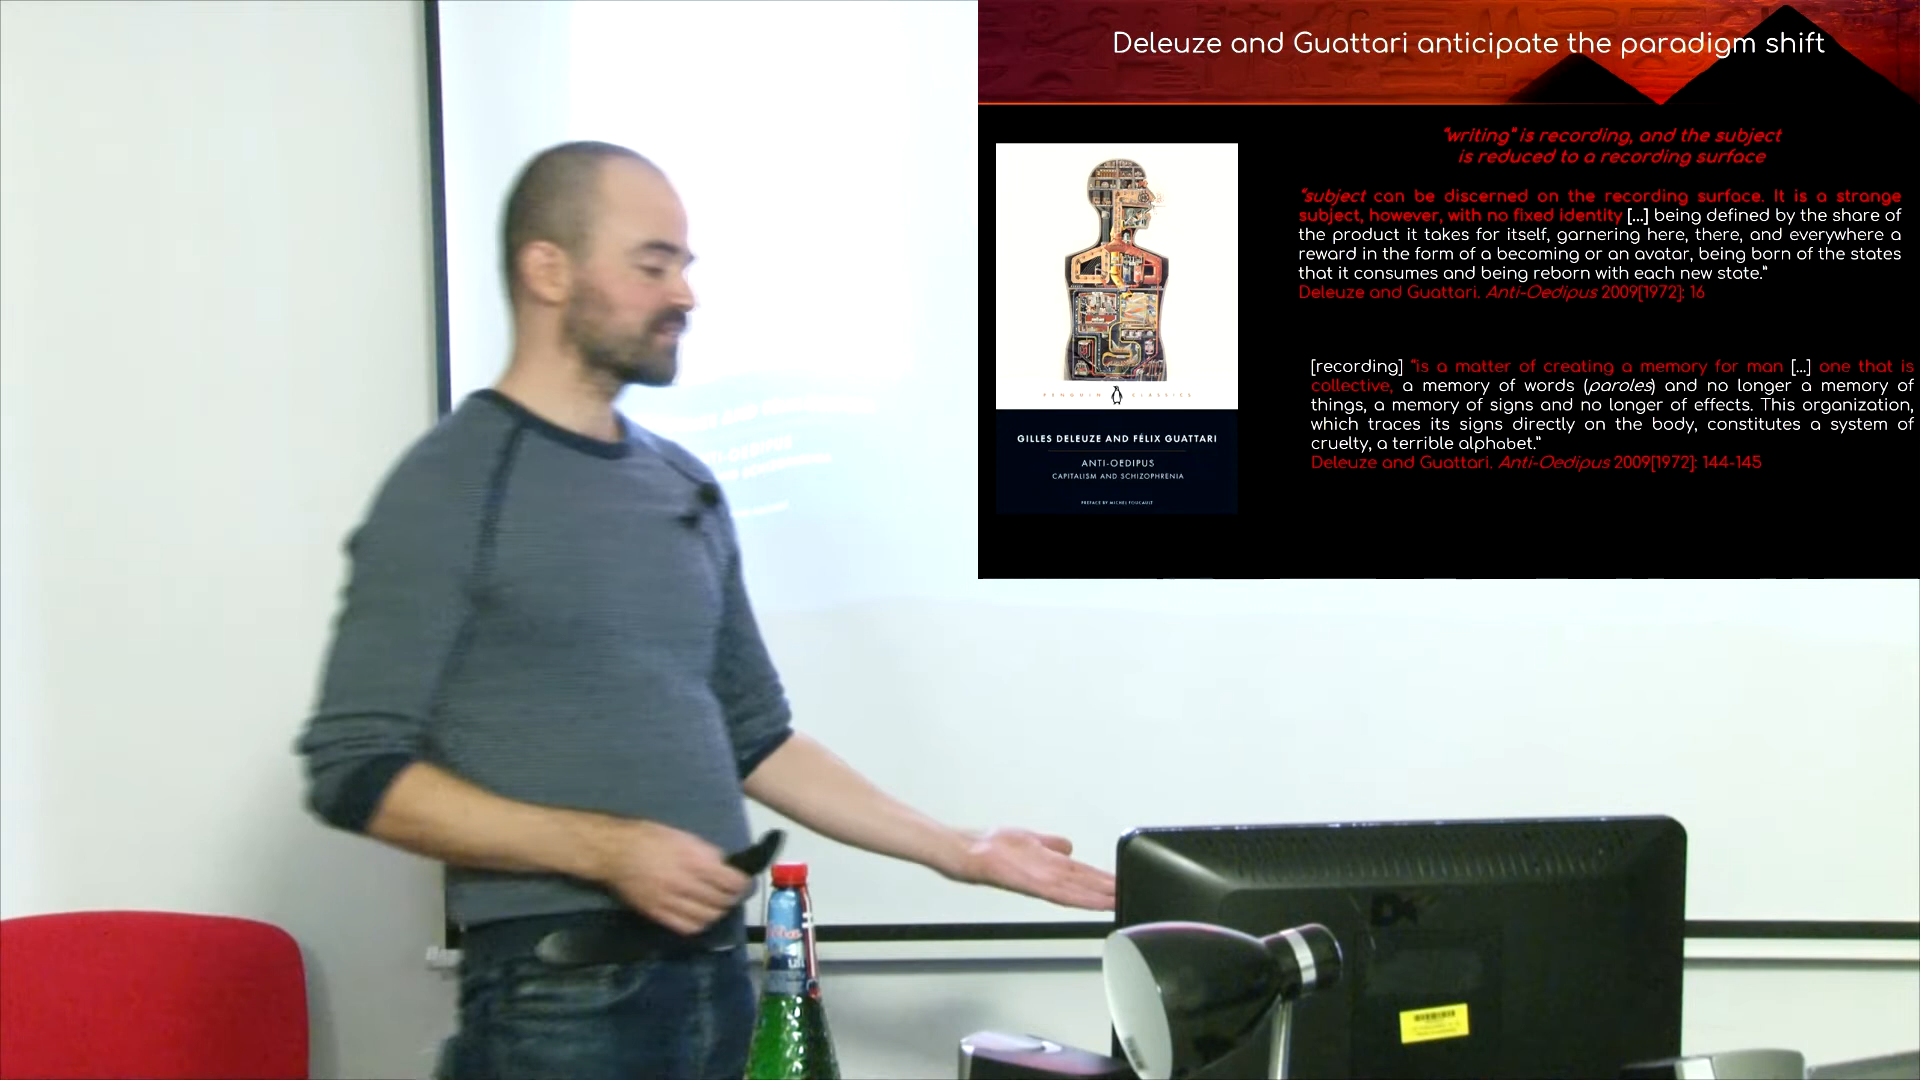 Deleuze and Guattari anticipate the paradigm shift
“writing” is recording, and the subject
is reduced to a recording surface
“subject can be discerned on the recording surface. It is a strange
subject, however, with no fixed identity [...] being defined by the share of
the product it takes for itself, garnering here, there, and everywhere a
reward in the form of a becoming or an avatar, being born of the states
that it consumes and being reborn with each new state.”
Deleuze and Guattari. Anti-Oedipus 2009[1972]: 16
[recording] “is a matter of creating a memory for man [...] one that is
collective, a memory of words (paroles) and no longer a memory of
things, a memory of signs and no longer of effects. This organization,
which traces its signs directly on the body, constitutes a system of
cruelty, a terrible alphabet.”
Deleuze and Guattari. Anti-Oedipus 2009[1972]: 144-145
PENGUIN CLASSICS
GILLES DELEUZE AND FÉLIX GUATTARI
ANTI-OEDIPUS
CAPITALISM AND SCHIZOPHRENIA
PREFACE BY MICHEL FOUCAULT